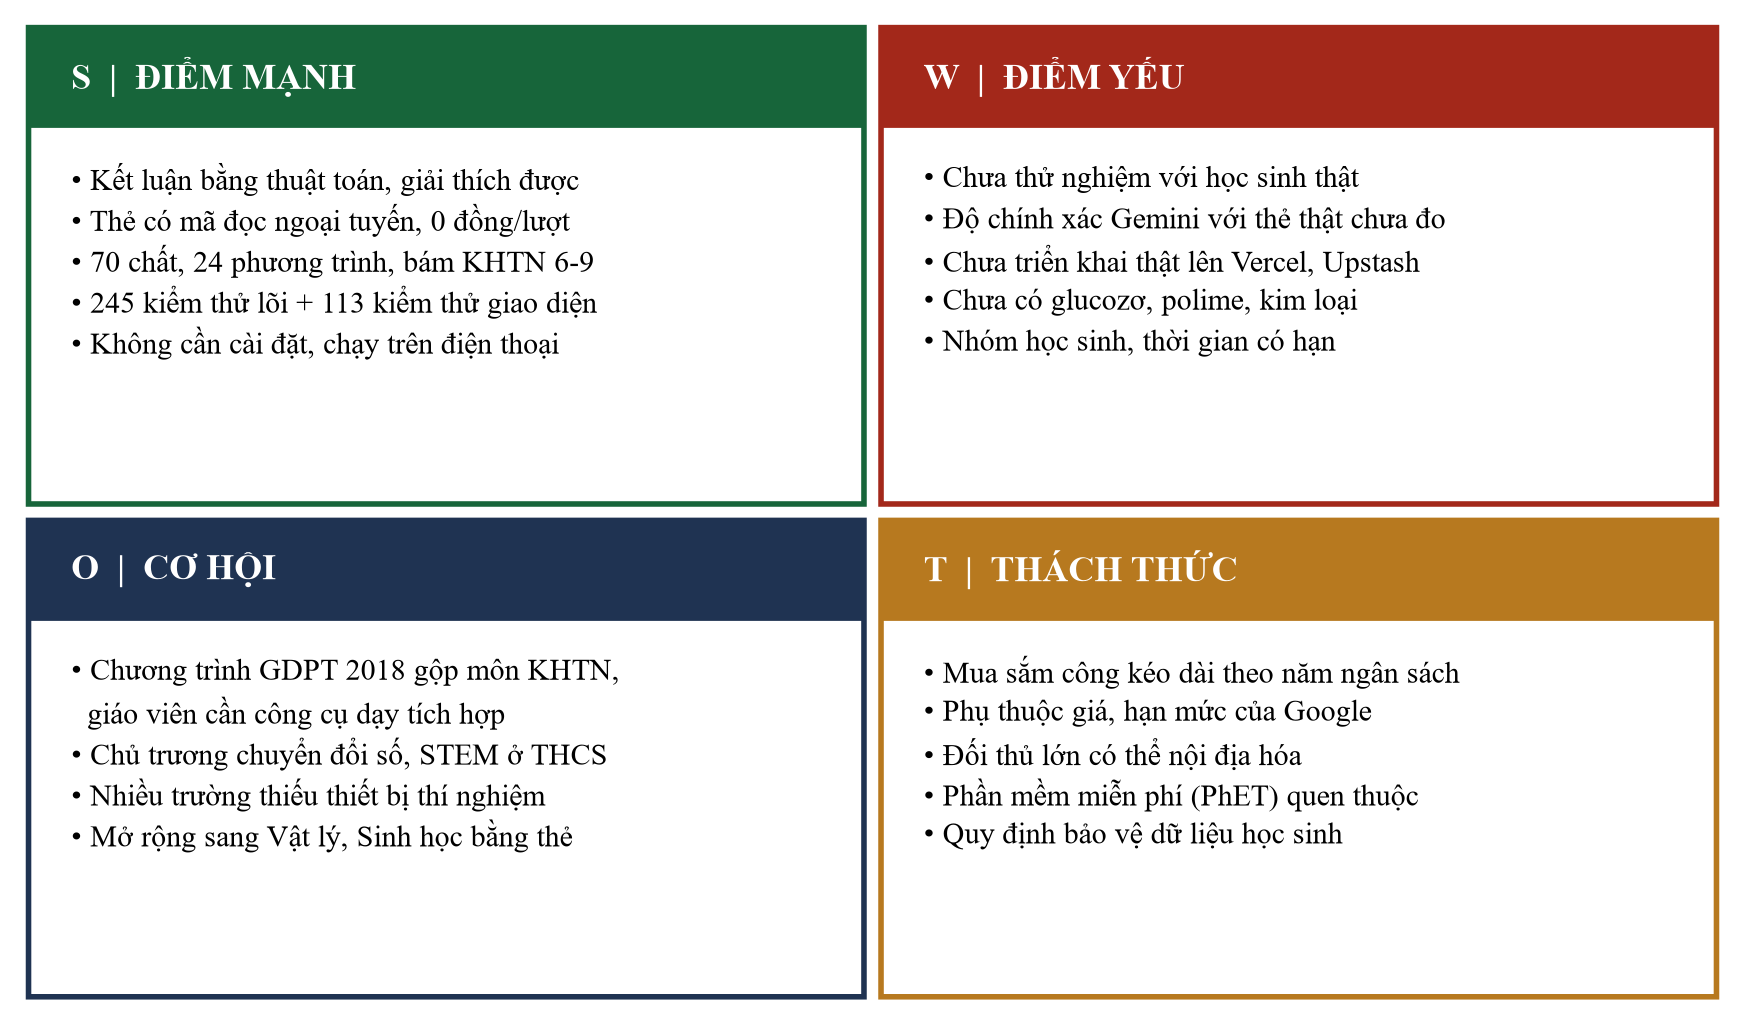 S | ĐIỂM MẠNH
• Kết luận bằng thuật toán, giải thích được
• Thẻ có mã đọc ngoại tuyến, 0 đồng/lượt
• 70 chất, 24 phương trình, bám KHTN 6-9
• 245 kiểm thử lõi + 113 kiểm thử giao diện
• Không cần cài đặt, chạy trên điện thoại
W | ĐIỂM YẾU
• Chưa thử nghiệm với học sinh thật
• Độ chính xác Gemini với thẻ thật chưa đo
• Chưa triển khai thật lên Vercel, Upstash
• Chưa có glucozơ, polime, kim loại
• Nhóm học sinh, thời gian có hạn
O | CƠ HỘI
• Chương trình GDPT 2018 gộp môn KHTN,
giáo viên cần công cụ dạy tích hợp
• Chủ trương chuyển đổi số, STEM ở THCS
• Nhiều trường thiếu thiết bị thí nghiệm
• Mở rộng sang Vật lý, Sinh học bằng thẻ
T | THÁCH THỨC
• Mua sắm công kéo dài theo năm ngân sách
• Phụ thuộc giá, hạn mức của Google
• Đối thủ lớn có thể nội địa hóa
• Phần mềm miễn phí (PhET) quen thuộc
• Quy định bảo vệ dữ liệu học sinh